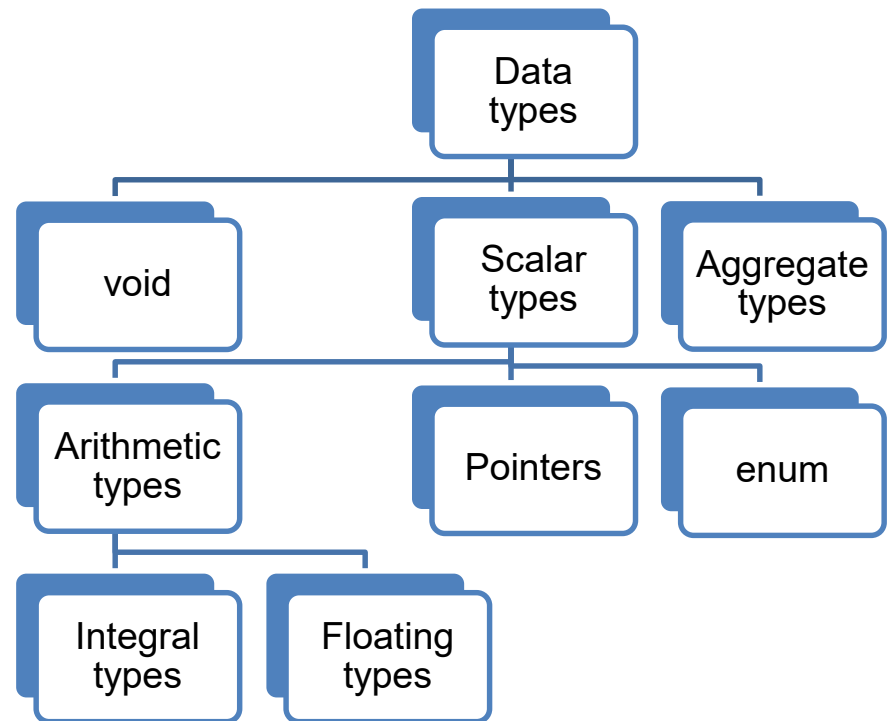 Data
types
void
Scalar
types
Aggregate
types
Arithmetic
types
Pointers
enum
Integral
types
Floating
types